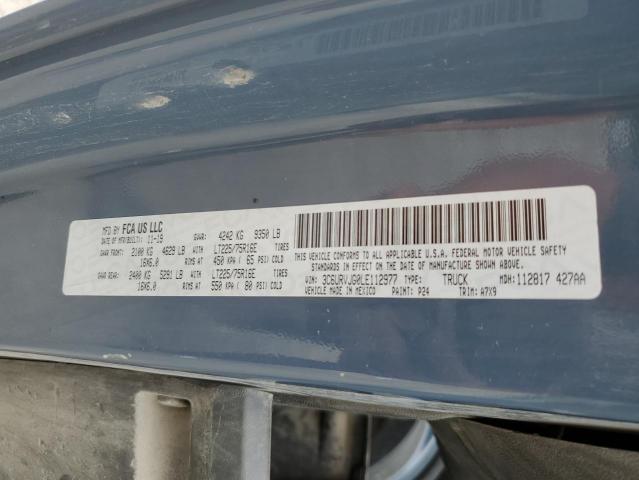 MFD BY FCA US LLC
DATE OF MFR(BUILT): 11-19 GVWR: 4242 KG 9350 LB
GAWR FRONT: 2100 KG 4629 LB WITH LT225/75R16E TIRES
16X6.0 450 KPA ( 65 PSI) COLD
GAWR REAR: 2400 KG 5291 LB WITH LT225/75R16E TIRES
16X6.0 550 KPA ( 80 PSI) COLD
THIS VEHICLE CONFORMS TO ALL APPLICABLE U.S.A. FEDERAL MOTOR VEHICLE SAFETY
STANDARDS IN EFFECT ON THE DATE OF MANUFACTURE SHOWN ABOVE.
VIN: 3C6URVJG0LE112977 TYPE: TRUCK MDH: 112817 427AA
VEHICLE MADE IN MEXICO PAINT: P24 TRIM: A7X9